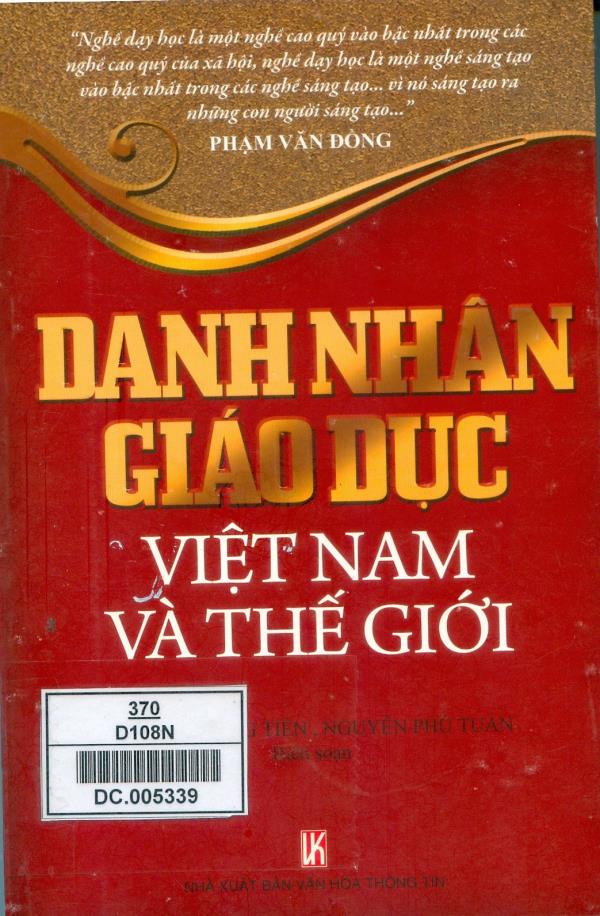 “Nghề dạy học là một nghề cao quý vào bậc nhất trong các
nghề cao quý của xã hội, nghề dạy học là một nghề sáng tạo
vào bậc nhất trong các nghề sáng tạo... vì nó sáng tạo ra
những con người sáng tạo...”
PHẠM VĂN ĐỒNG
DANH NHÂN
GIÁO DỤC
VIỆT NAM
VÀ THẾ GIỚI
TIẾN, NGUYỄN PHÚ TUẤN
Biên soạn
370
D108N
DC.005339
NHÀ XUẤT BẢN VĂN HÓA THÔNG TIN